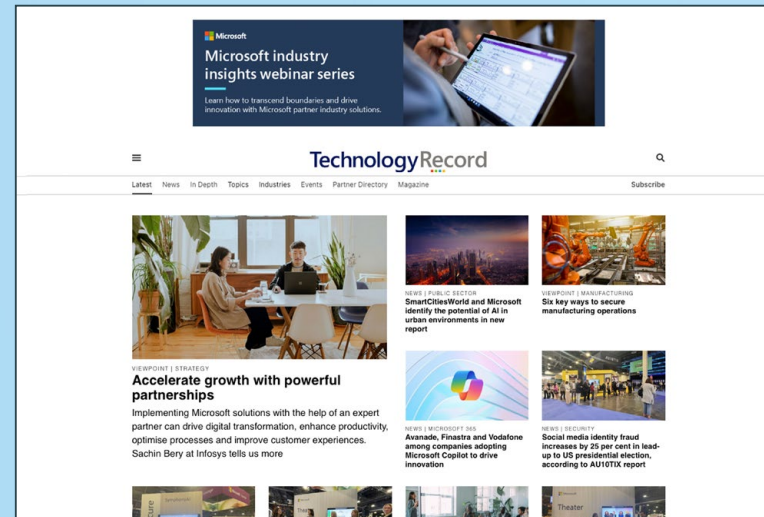 Microsoft
Microsoft industry
insights webinar series
Learn how to transcend boundaries and drive
innovation with Microsoft partner industry solutions.
TechnologyRecord
Latest News In Depth Topics Industries Events Partner Directory Magazine Subscribe
VIEWPOINT | STRATEGY
Accelerate growth with powerful
partnerships
Implementing Microsoft solutions with the help of an expert
partner can drive digital transformation, enhance productivity,
optimise processes and improve customer experiences.
Sachin Bery at Infosys tells us more
NEWS | PUBLIC SECTOR
SmartCitiesWorld and Microsoft
identify the potential of AI in
urban environments in new
report
VIEWPOINT | MANUFACTURING
Six key ways to secure
manufacturing operations
NEWS | MICROSOFT 365
Avanade, Finastra and Vodafone
among companies adopting
Microsoft Copilot to drive
innovation
NEWS | SECURITY
Social media identity fraud
increases by 25 per cent in lead-
up to US presidential election,
according to AU10TIX report
Theater